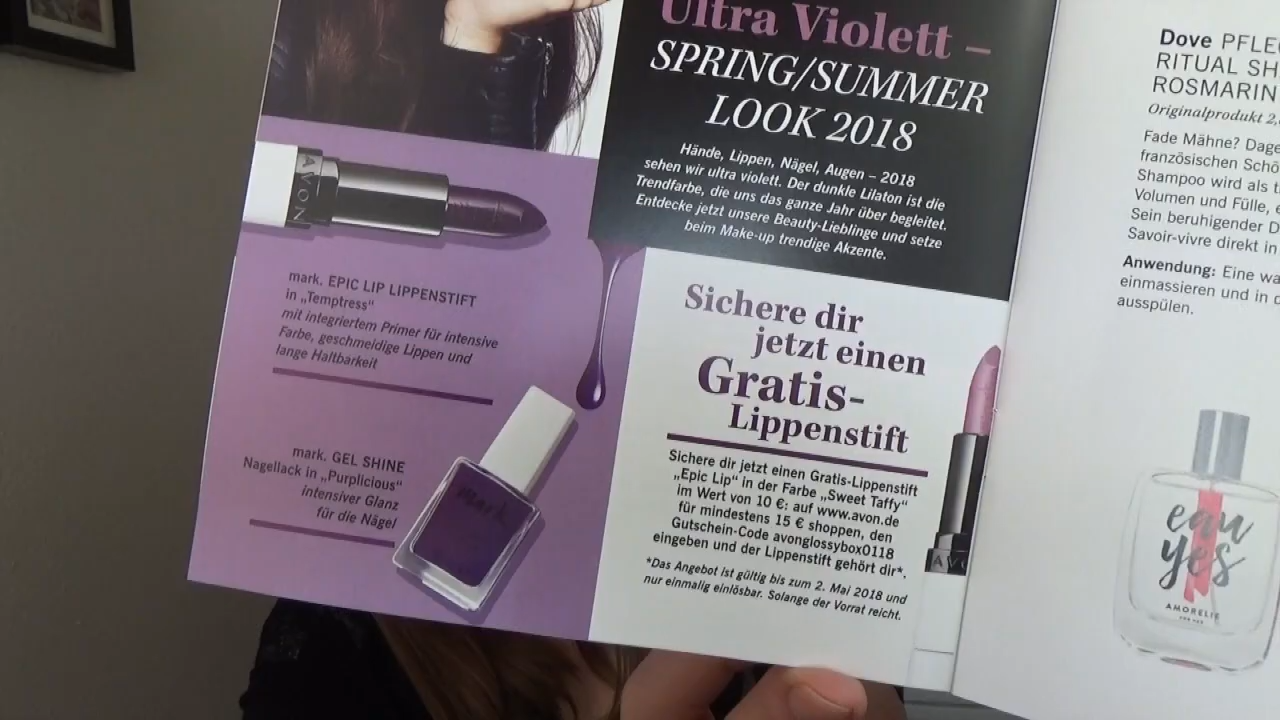 Ultra Violett –
SPRING/SUMMER
LOOK 2018
Hände, Lippen, Nägel, Augen – 2018
sehen wir ultra violett. Der dunkle Lilaton ist die
Trendfarbe, die uns das ganze Jahr über begleitet.
Entdecke jetzt unsere Beauty-Lieblinge und setze
beim Make-up trendige Akzente.
AVON
mark. EPIC LIP LIPPENSTIFT
in „Temptress“
mit integriertem Primer für intensive
Farbe, geschmeidige Lippen und
lange Haltbarkeit
mark. GEL SHINE
Nagellack in „Purplicious“
intensiver Glanz
für die Nägel
mark.
Sichere dir
jetzt einen
Gratis-
Lippenstift
Sichere dir jetzt einen Gratis-Lippenstift
„Epic Lip“ in der Farbe „Sweet Taffy“
im Wert von 10 €: auf www.avon.de
für mindestens 15 € shoppen, den
Gutschein-Code avonglossybox0118
eingeben und der Lippenstift gehört dir*.
*Das Angebot ist gültig bis zum 2. Mai 2018 und
nur einmalig einlösbar. Solange der Vorrat reicht.
Dove
RITUAL
ROSMARIN
Originalprodukt
Fade Mähne?
französischen
Shampoo wird als
Volumen und Fülle,
Sein beruhigender
Savoir-vivre direkt in
Anwendung: Eine
einmassieren und in
ausspülen.
eau
yes
AMORELIE